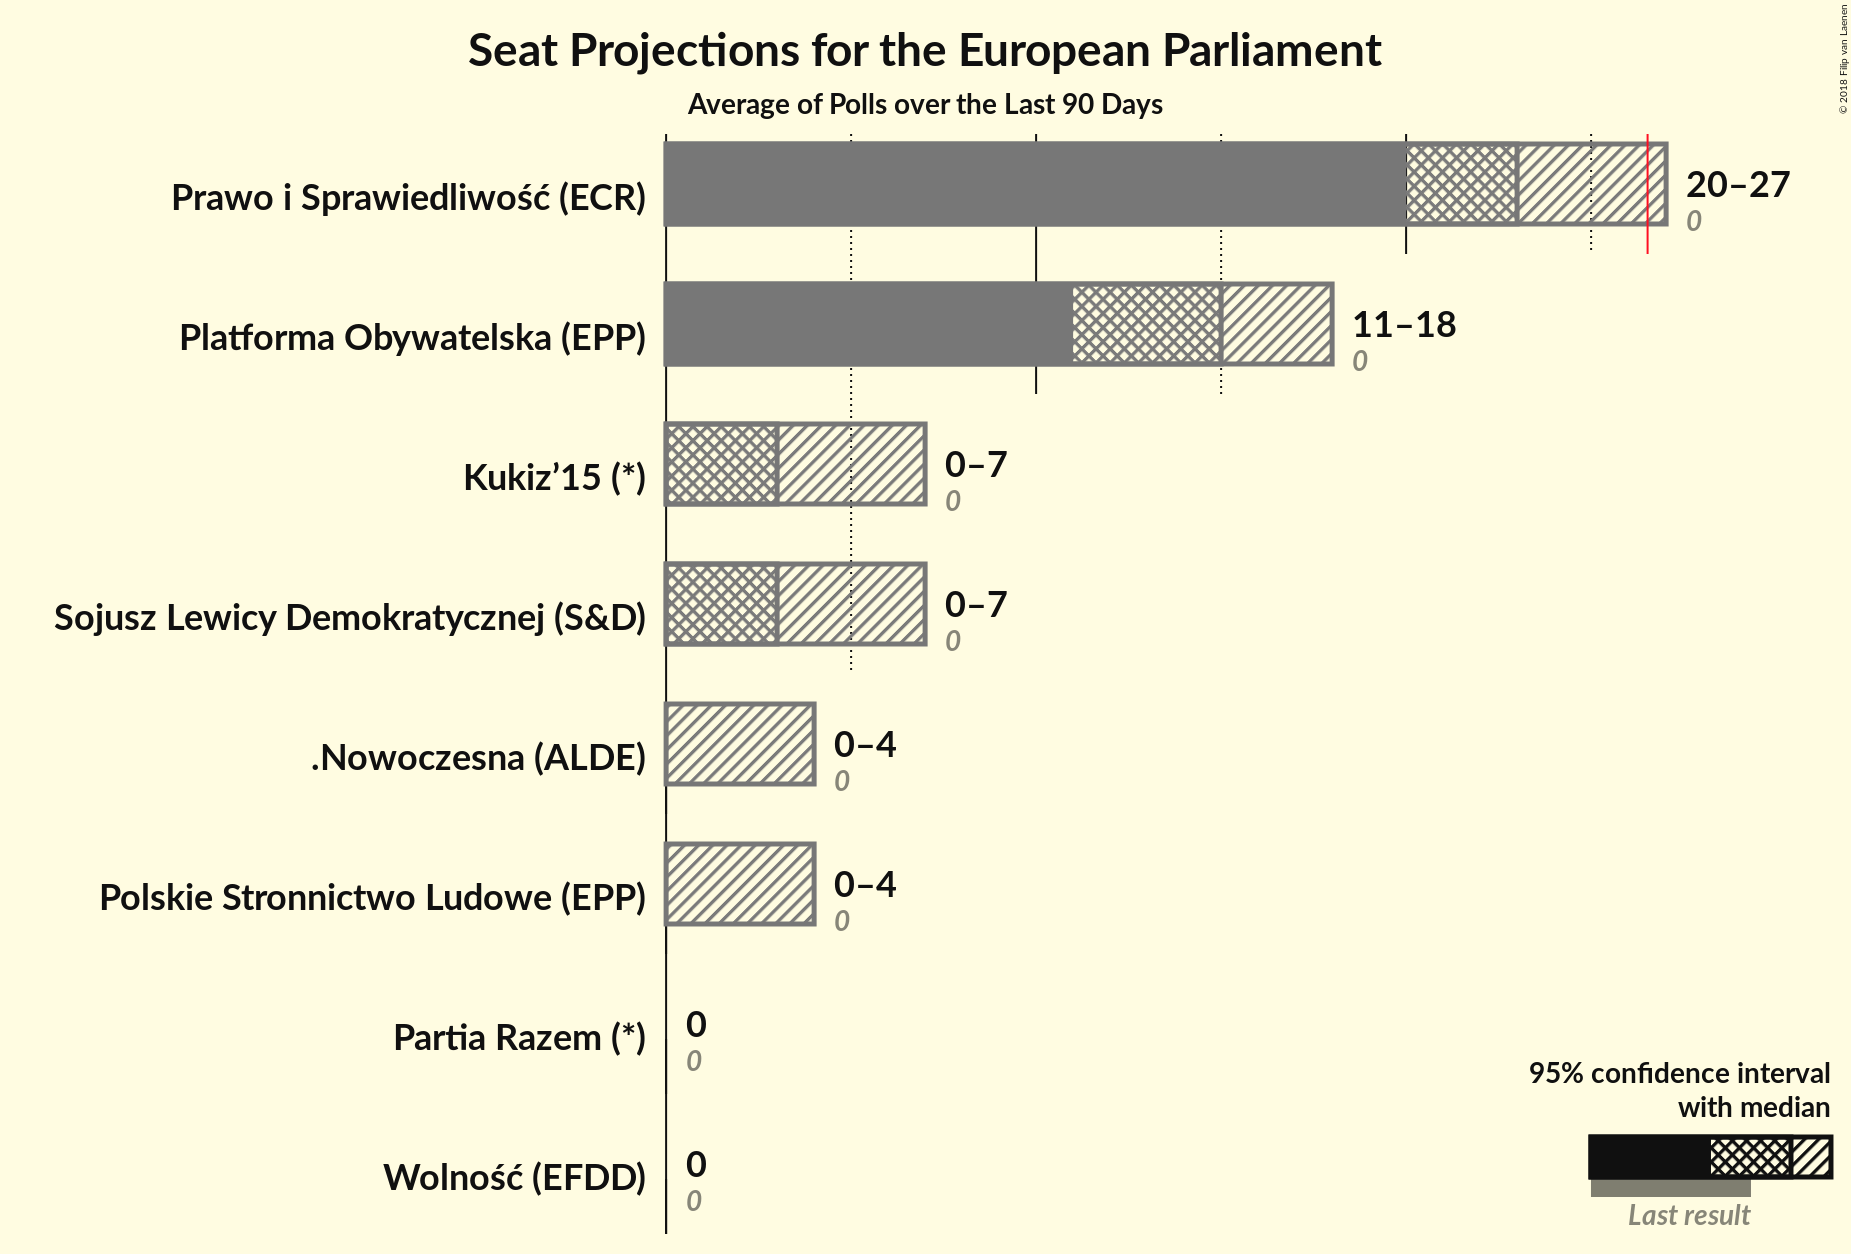 Seat Projections for the European Parliament
Average of Polls over the Last 90 Days
© 2018 Filip van Laenen
Prawo i Sprawiedliwość (ECR)
20–27
0
Platforma Obywatelska (EPP)
11–18
0
Kukiz’15 (*)
0–7
0
Sojusz Lewicy Demokratycznej (S&D)
0–7
0
.Nowoczesna (ALDE)
0–4
0
Polskie Stronnictwo Ludowe (EPP)
0–4
0
Partia Razem (*)
0
0
Wolność (EFDD)
0
0
95% confidence interval
with median
Last result